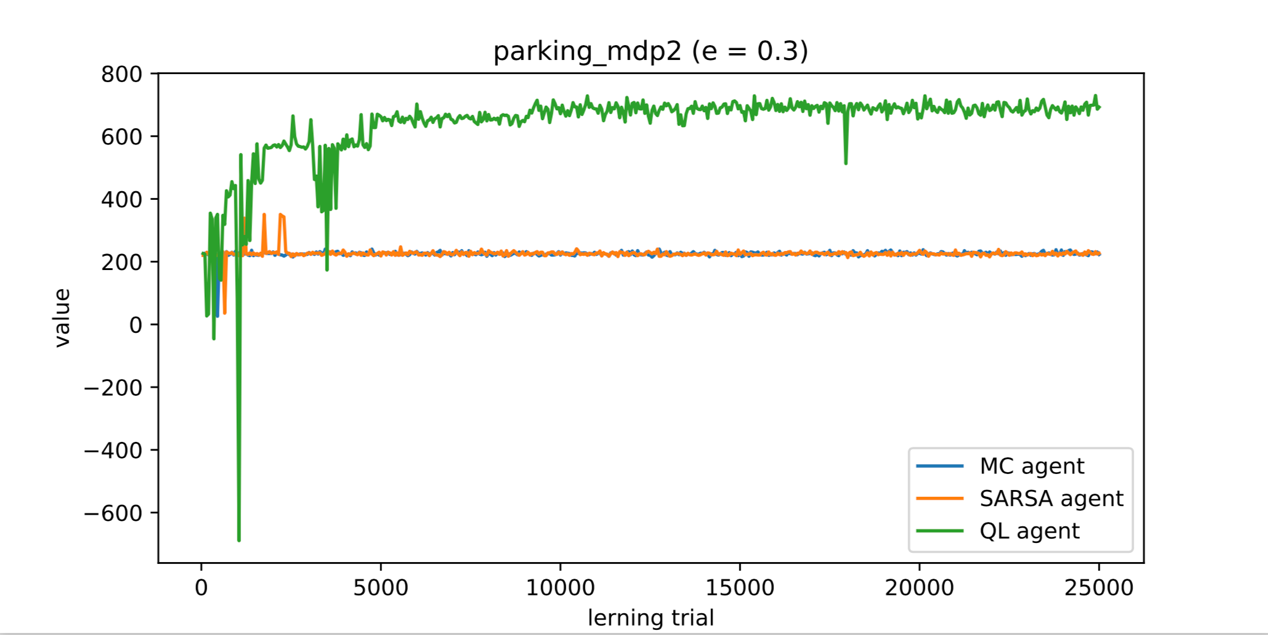 parking_mdp2 (e = 0.3)
800
600
400
200
0
−200
−400
−600
value
0 5000 10000 15000 20000 25000
lerning trial
MC agent
SARSA agent
QL agent